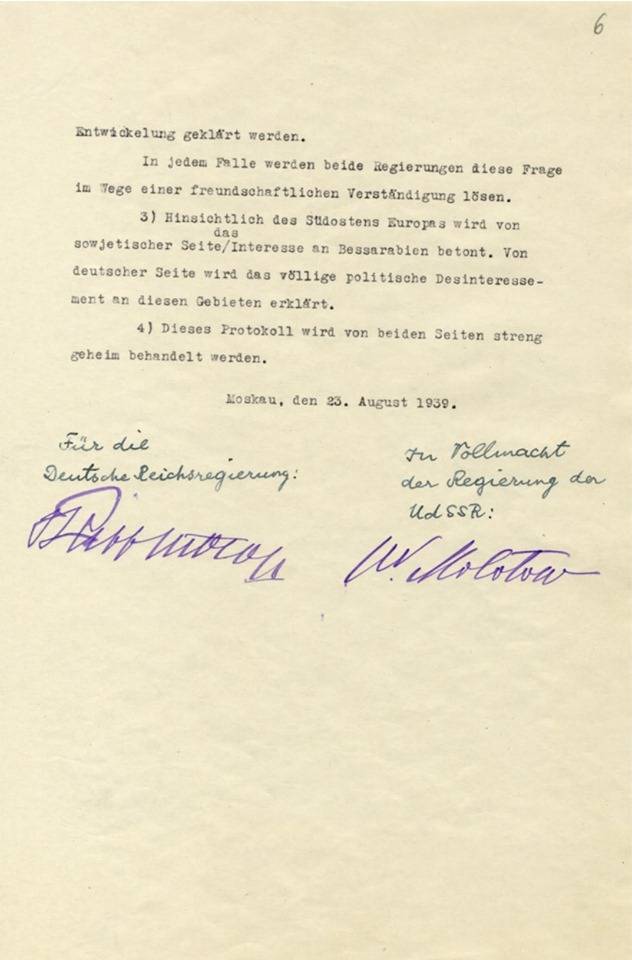 6
Entwickelung geklärt werden.
In jedem Falle werden beide Regierungen diese Frage
im Wege einer freundschaftlichen Verständigung lösen.
3) Hinsichtlich des Südostens Europas wird von
das
sowjetischer Seite/Interesse an Bessarabien betont. Von
deutscher Seite wird das völlige politische Desinteresse-
ment an diesen Gebieten erklärt.
4) Dieses Protokoll wird von beiden Seiten streng
geheim behandelt werden.
Moskau, den 23. August 1939.
Für die
Deutsche Reichsregierung:
In Vollmacht
der Regierung der
UdSSR:
W. Molotow